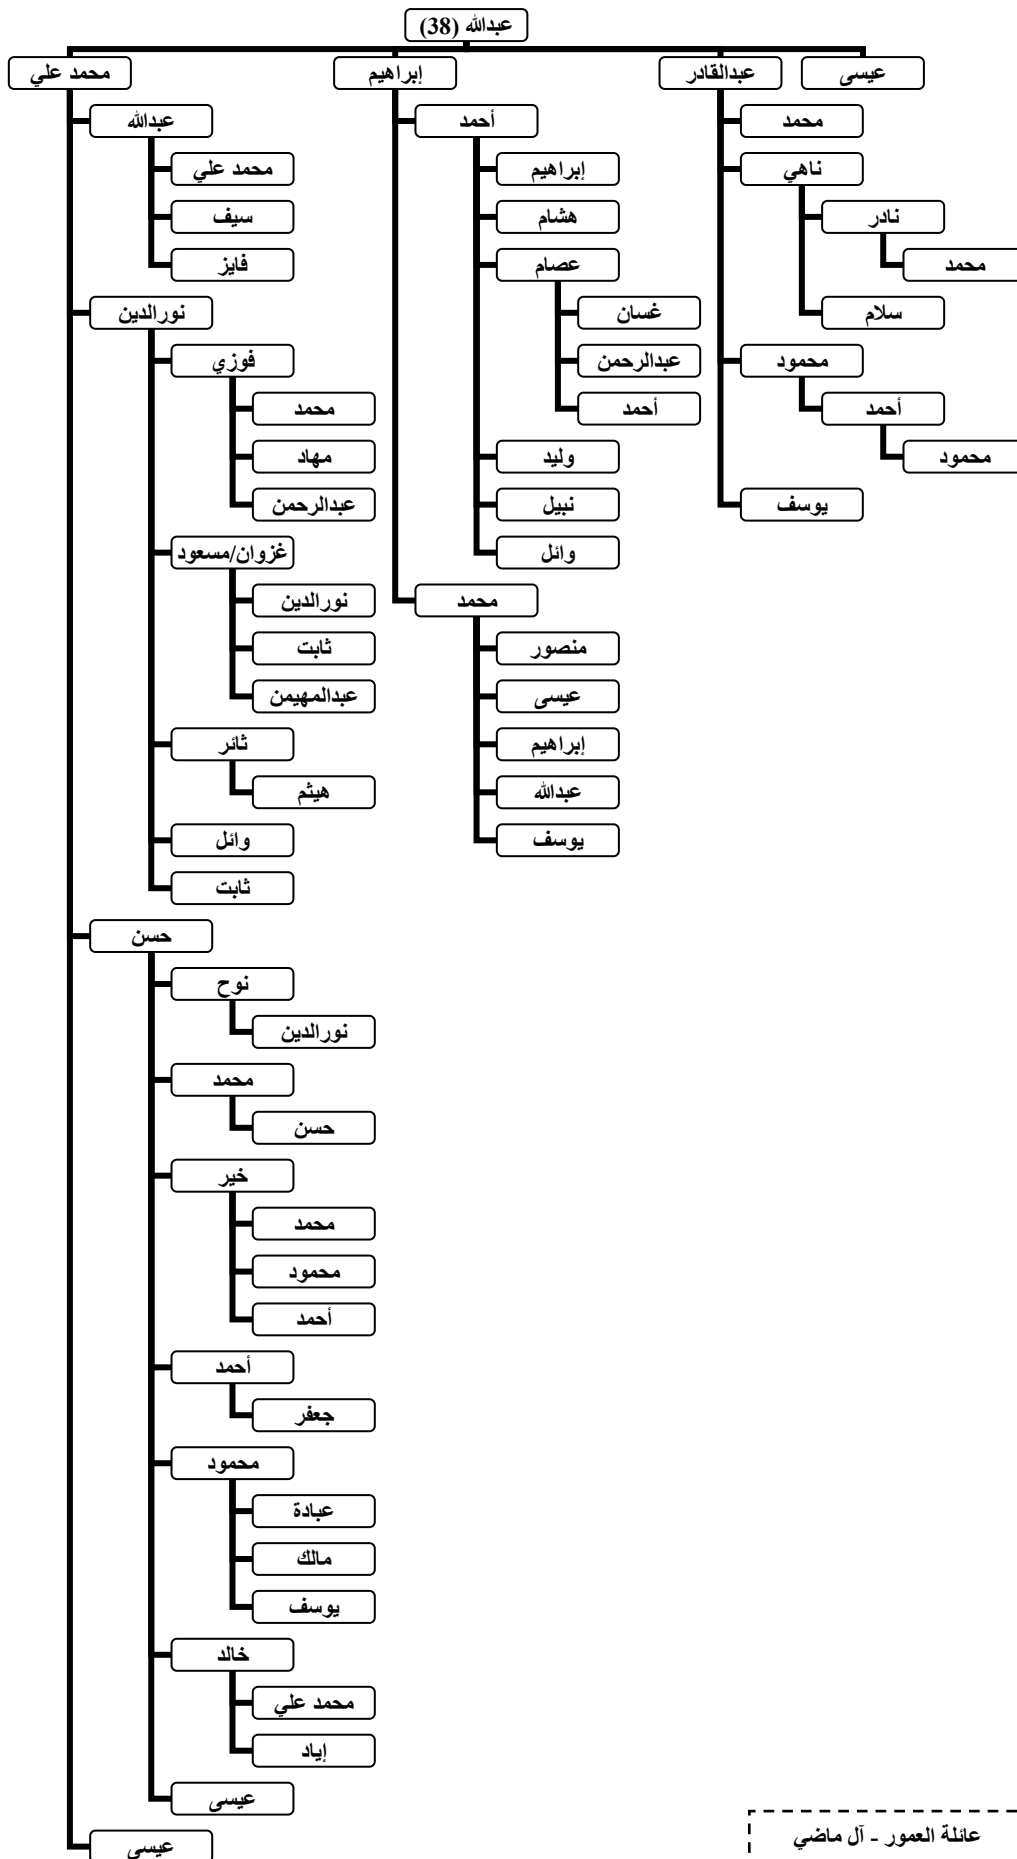 عبدالله (38)
عيسى
عبدالقادر
محمد
ناهي
نادر
محمد
سلام
محمود
أحمد
محمود
يوسف
إبراهيم
أحمد
إبراهيم
هشام
عصام
غسان
عبدالرحمن
أحمد
وليد
نبيل
وائل
محمد
منصور
عيسى
إبراهيم
عبدالله
يوسف
محمد علي
عبدالله
محمد علي
سيف
فايز
نورالدين
فوزي
محمد
مهاد
عبدالرحمن
غزوان/مسعود
نورالدين
ثابت
عبدالمهيمن
ثائر
هيثم
وائل
ثابت
حسن
نوح
نورالدين
محمد
حسن
خير
محمد
محمود
أحمد
أحمد
جعفر
محمود
عبادة
مالك
يوسف
خالد
محمد علي
إياد
عيسى
عيسى
عائلة العمور - آل ماضي